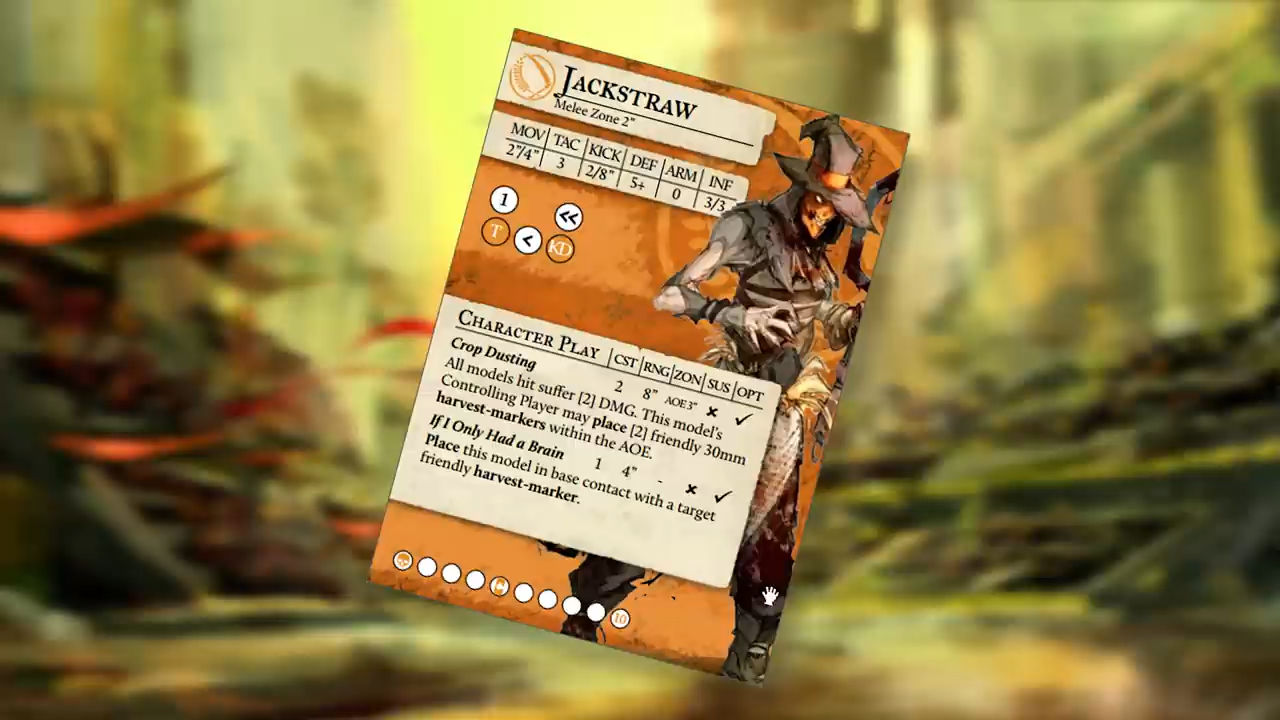 JACKSTRAW
Melee Zone 2"
MOV TAC KICK DEF ARM INF
2"/4" 3 2/8" 5+ 0 3/3
1 <<
T < KD
CHARACTER PLAY CST RNG ZON SUS OPT
Crop Dusting 2 8" AOE 3" ✗ ✓
All models hit suffer [2] DMG. This model's
Controlling Player may place [2] friendly 30mm
harvest-markers within the AOE.
If I Only Had a Brain 1 4" - ✗ ✓
Place this model in base contact with a target
friendly harvest-marker.
10